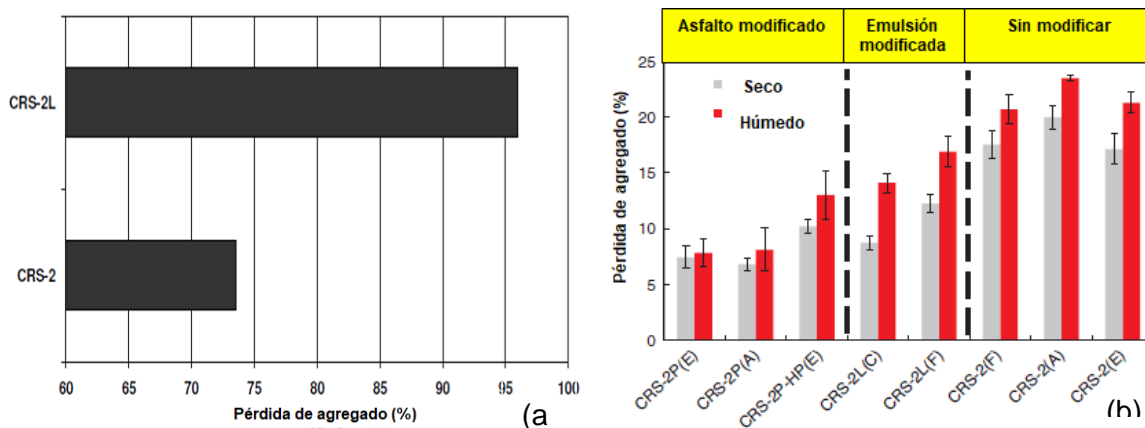 CRS-2L
CRS-2
60 65 70 75 80 85 90 95 100
Pérdida de agregado (%)
(a
Asfalto modificado
Emulsión
modificada
Sin modificar
Pérdida de agregado (%)
25
20
15
10
5
0
Seco
Húmedo
CRS-2P(E)
CRS-2P(A)
CRS-2P-HP(E)
CRS-2L(C)
CRS-2L(F)
CRS-2(F)
CRS-2(A)
CRS-2(E)
(b)